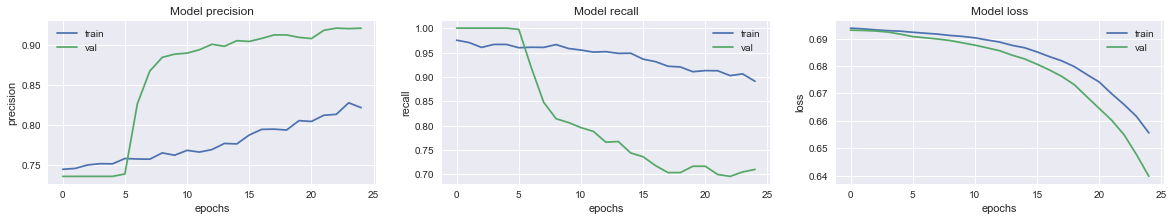 Model precision
precision
0.90
0.85
0.80
0.75
train
val
0 5 10 15 20 25
epochs
Model recall
recall
1.00
0.95
0.90
0.85
0.80
0.75
0.70
train
val
0 5 10 15 20 25
epochs
Model loss
loss
0.69
0.68
0.67
0.66
0.65
0.64
train
val
0 5 10 15 20 25
epochs